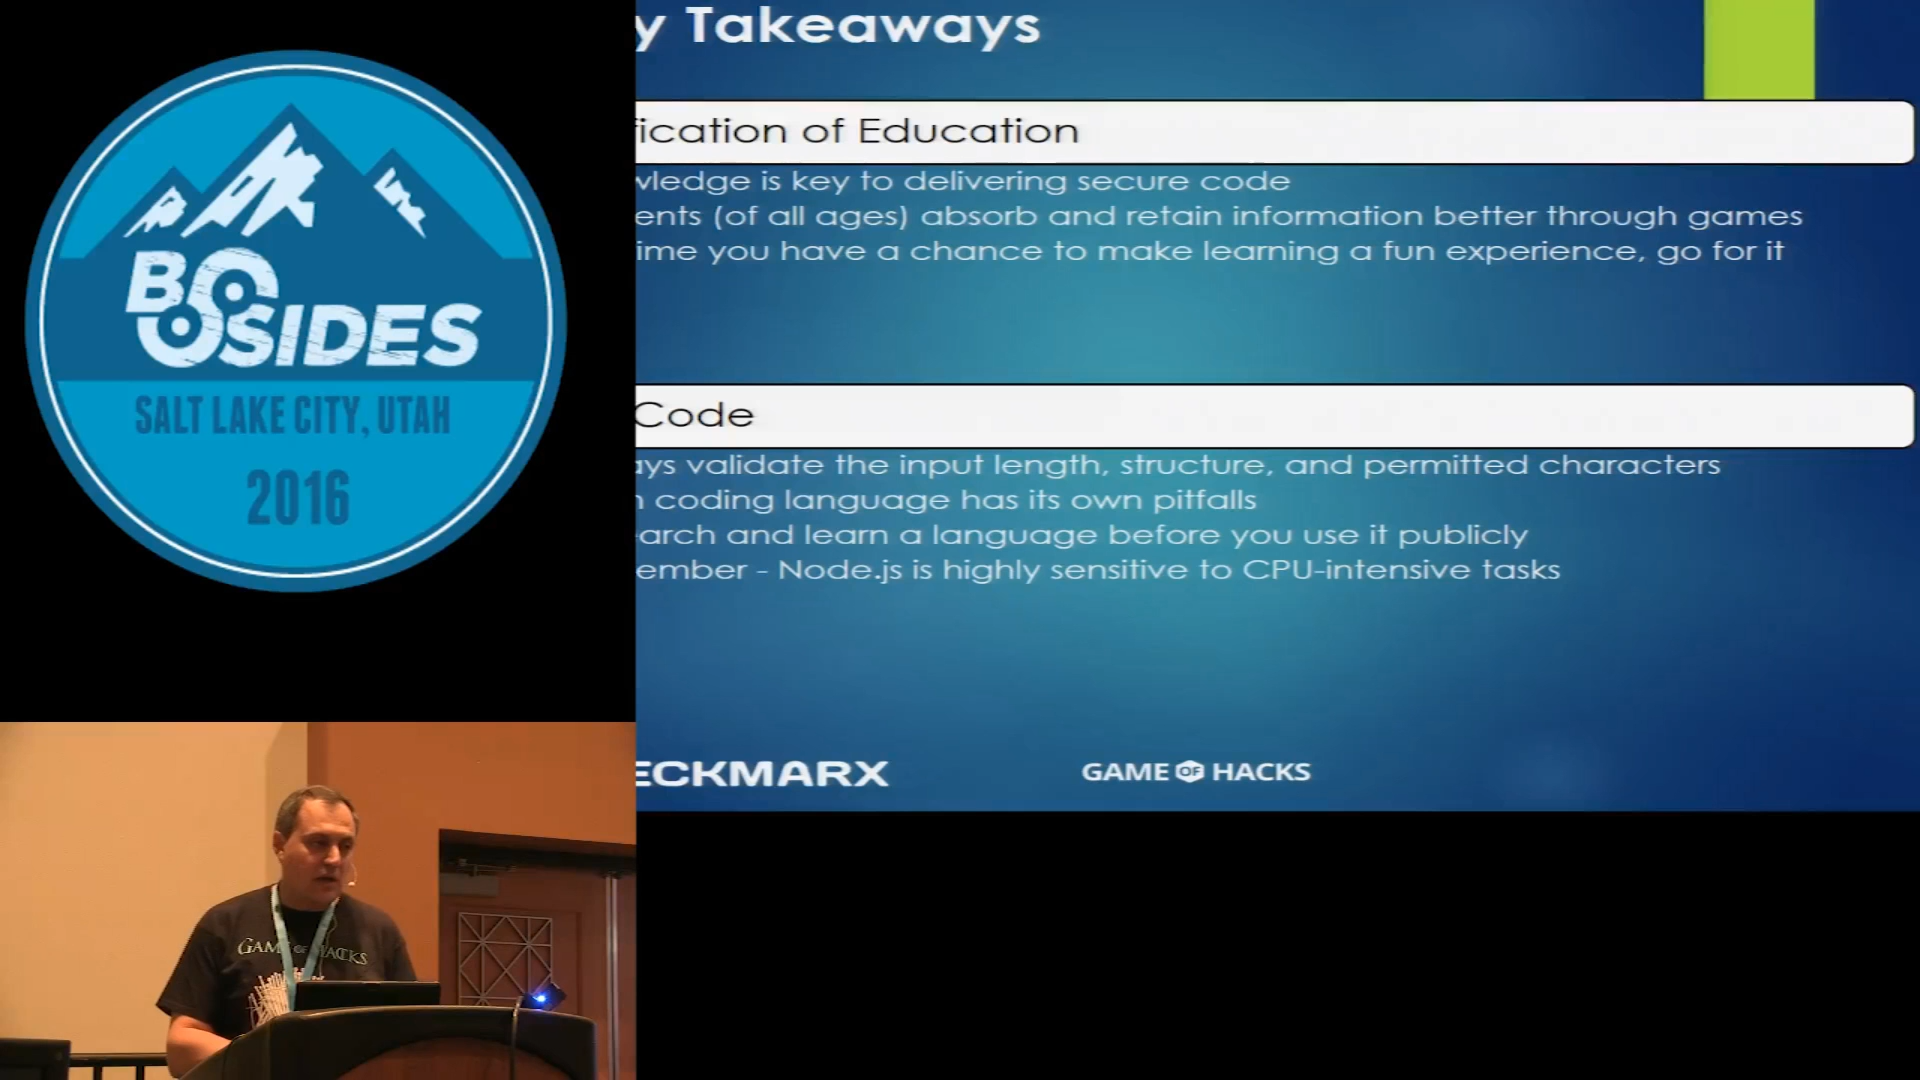 BSIDES
SALT LAKE CITY, UTAH
2016
y Takeaways
ication of Education
wledge is key to delivering secure code
ents (of all ages) absorb and retain information better through games
ime you have a chance to make learning a fun experience, go for it
Code
ays validate the input length, structure, and permitted characters
h coding language has its own pitfalls
arch and learn a language before you use it publicly
ember - Node.js is highly sensitive to CPU-intensive tasks
ECKMARX
GAME OF HACKS
GAME OF HACKS